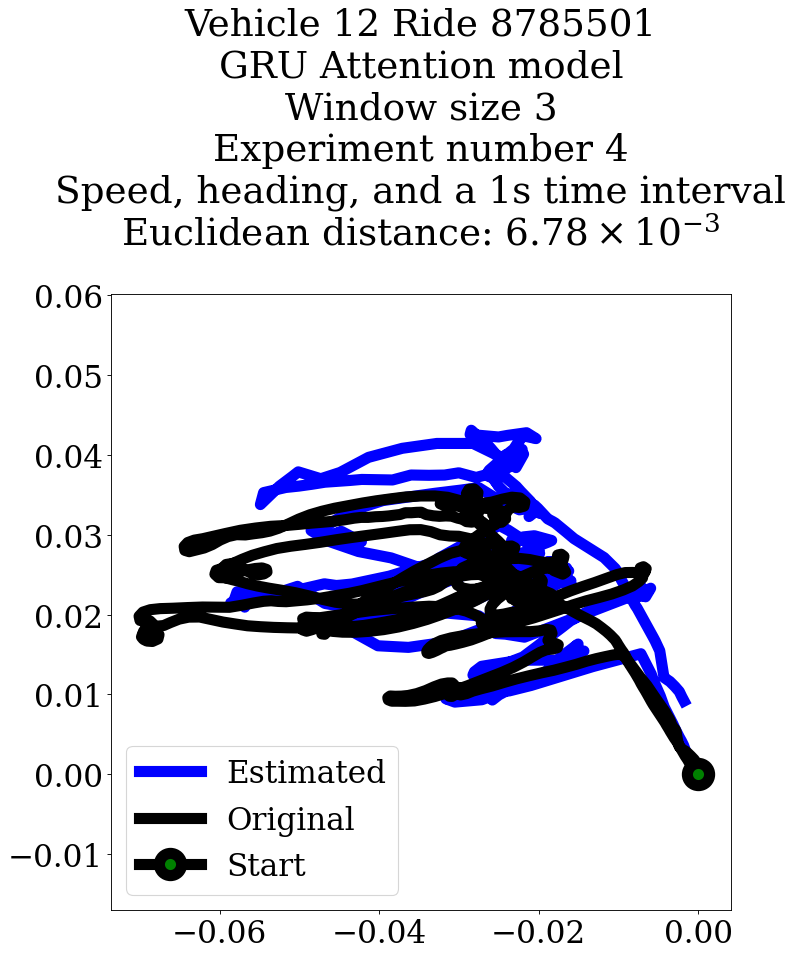 Vehicle 12 Ride 8785501
GRU Attention model
Window size 3
Experiment number 4
Speed, heading, and a 1s time interval
Euclidean distance: 6.78 × 10⁻³
0.06
0.05
0.04
0.03
0.02
0.01
0.00
−0.01
Estimated
Original
Start
−0.06 −0.04 −0.02 0.00